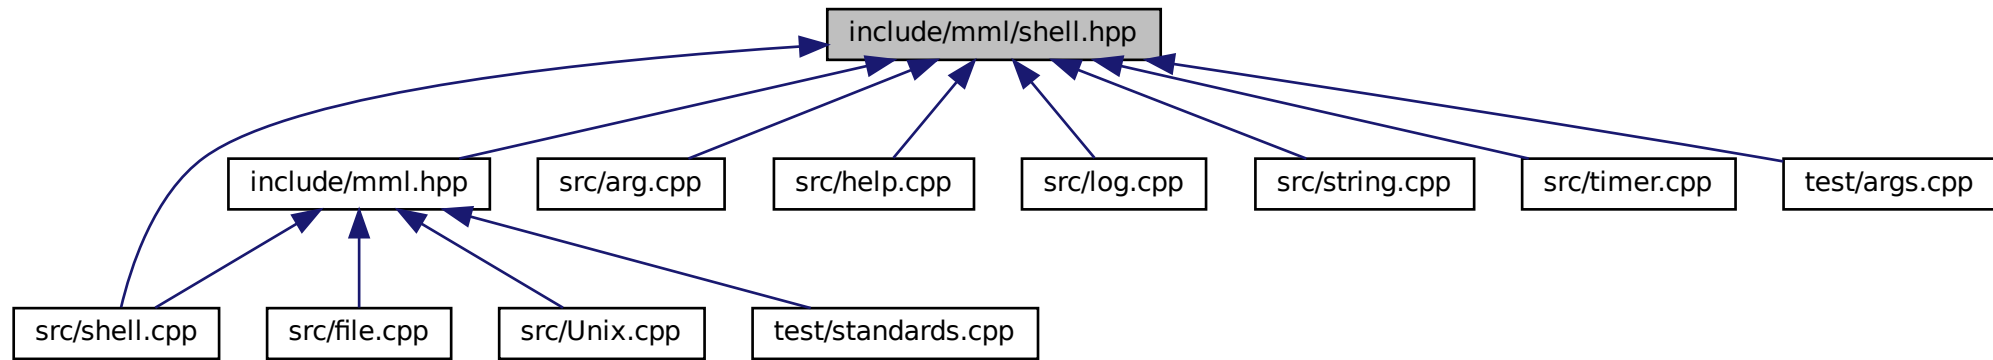 include/mml/shell.hpp
include/mml.hpp
src/arg.cpp
src/help.cpp
src/log.cpp
src/string.cpp
src/timer.cpp
test/args.cpp
src/shell.cpp
src/file.cpp
src/Unix.cpp
test/standards.cpp